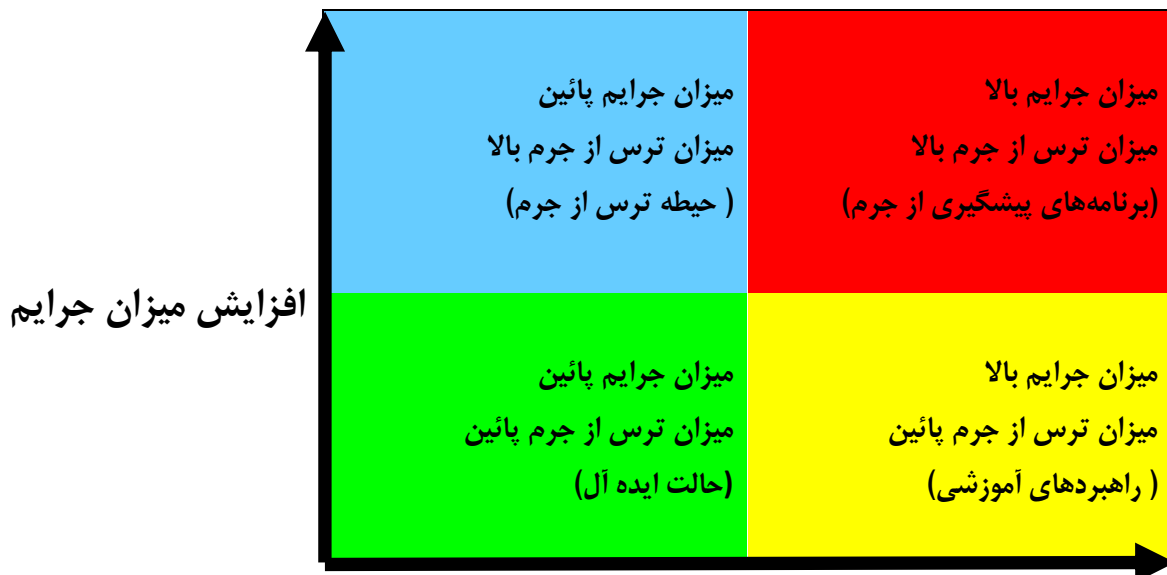 میزان جرایم بالا
میزان ترس از جرم بالا
(برنامه‌های پیشگیری از جرم)
میزان جرایم پائین
میزان ترس از جرم بالا
( حیطه ترس از جرم)
افزایش میزان جرایم
میزان جرایم بالا
میزان ترس از جرم پائین
( راهبردهای آموزشی)
میزان جرایم پائین
میزان ترس از جرم پائین
(حالت ایده آل)